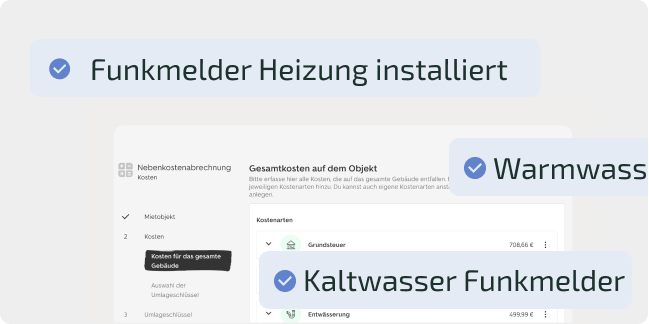 Funkmelder Heizung installiert
Warmwass
Nebenkostenabrechnung
Kosten
Mietobjekt
2 Kosten
Kosten für das gesamte
Gebäude
Auswahl der
Umlageschlüssel
3 Umlageschlüssel
Gesamtkosten auf dem Objekt
Bitte erfasse hier alle Kosten, die auf das gesamte Gebäude entfallen.
jeweiligen Kostenarten hinzu. Du kannst auch eigene Kostenarten
anlegen.
Kostenarten
Grundsteuer 708,66 €
Kaltwasser Funkmelder
Entwässerung 499,99 €